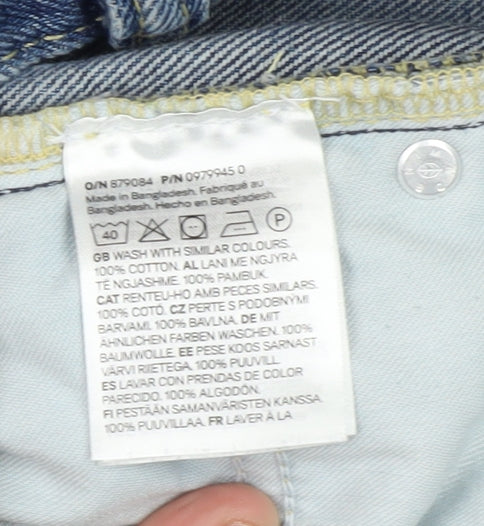 O/N 879084 P/N 0979945 0
Made in Bangladesh. Fabriqué au
Bangladesh. Hecho en Bangladesh.
40 P
GB WASH WITH SIMILAR COLOURS.
100% COTTON. AL LANI ME NGJYRA
TË NGJASHME. 100% PAMBUK.
CAT RENTEU-HO AMB PECES SIMILARS.
100% COTÓ. CZ PERTE S PODOBNÝMI
BARVAMI. 100% BAVLNA. DE MIT
ÄHNLICHEN FARBEN WASCHEN. 100%
BAUMWOLLE. EE PESE KOOS SARNAST
VÄRVI RIIETEGA. 100% PUUVILL.
ES LAVAR CON PRENDAS DE COLOR
PARECIDO. 100% ALGODÓN.
FI PESTÄÄN SAMANVÄRISTEN KANSSA.
100% PUUVILLAA. FR LAVER À LA